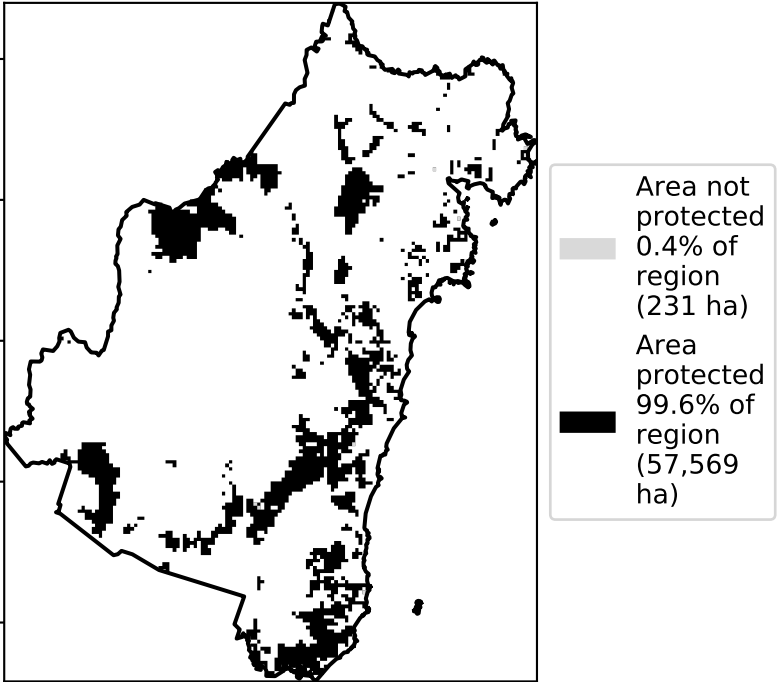 Area not
protected
0.4% of
region
(231 ha)
Area
protected
99.6% of
region
(57,569
ha)